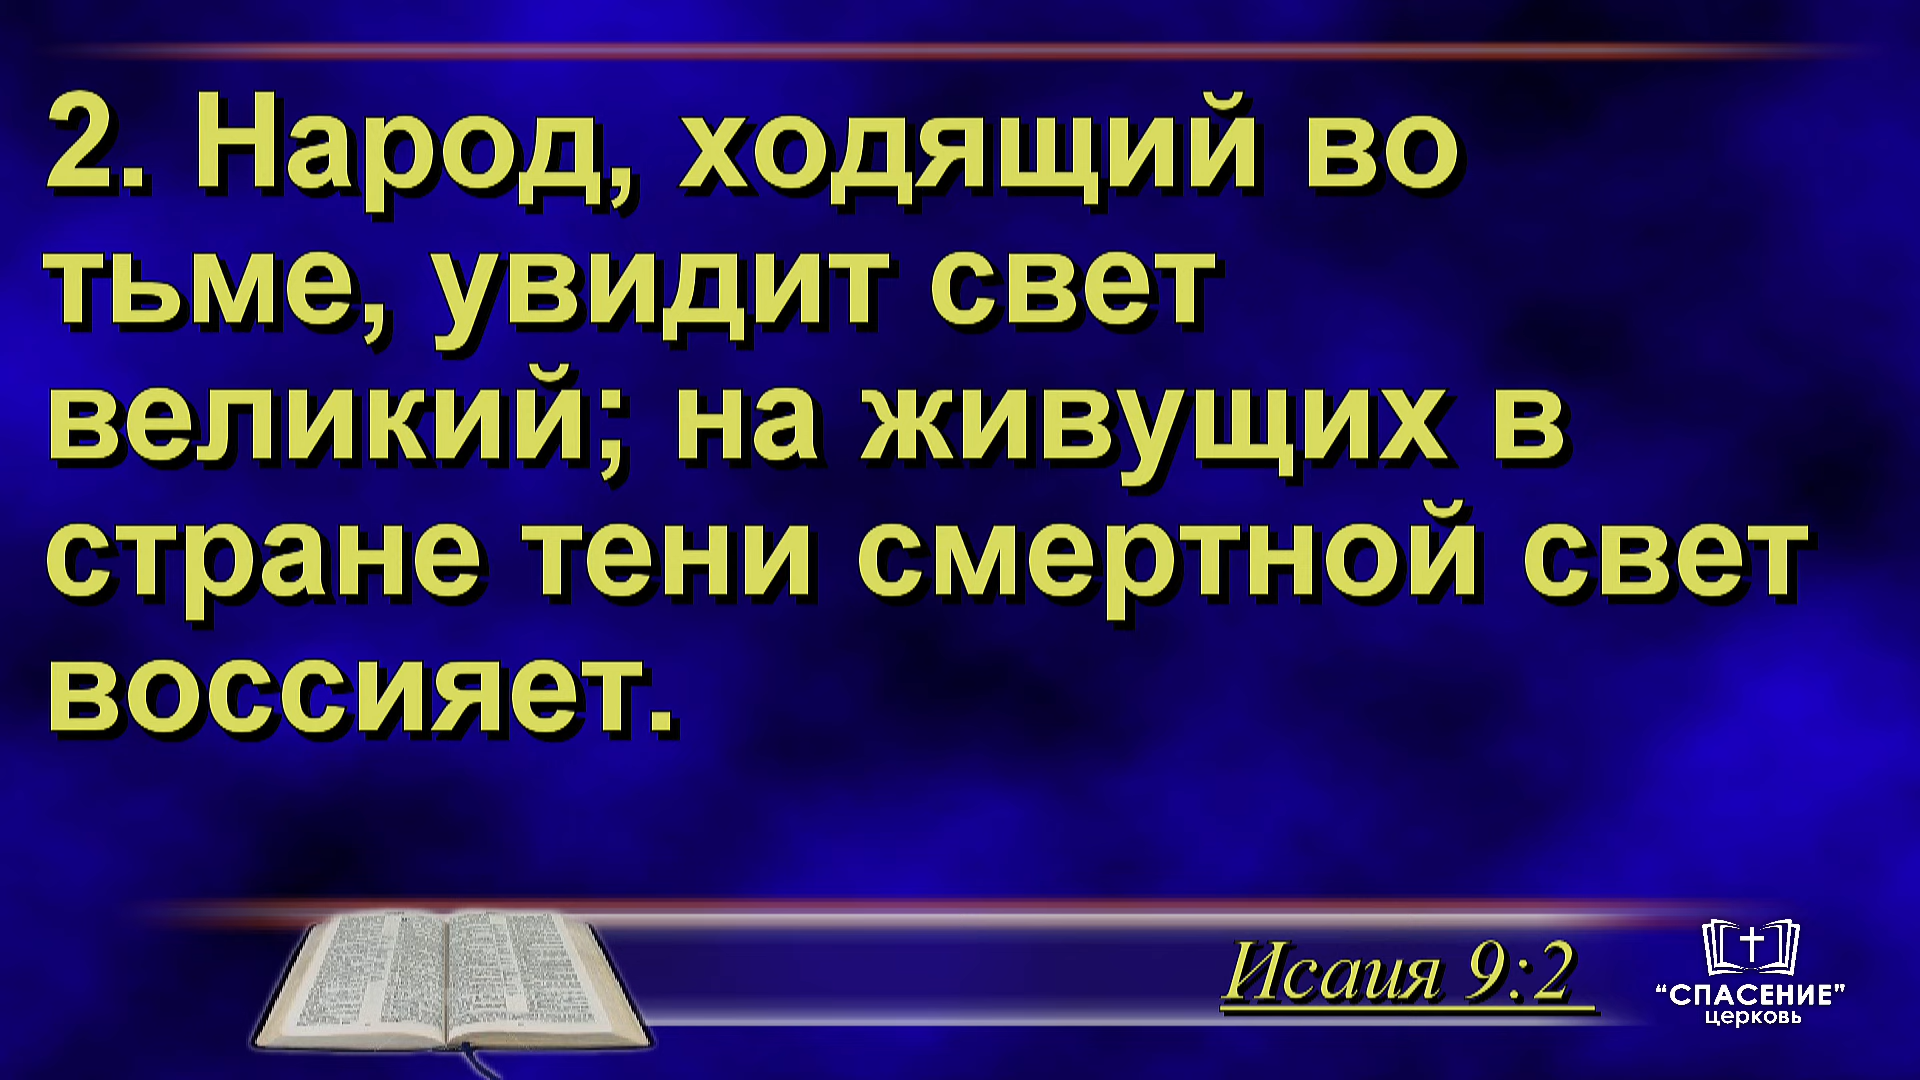 2. Народ, ходящий во
тьме, увидит свет
великий; на живущих в
стране тени смертной свет
воссияет.
Исаия 9:2
“СПАСЕНИЕ”
церковь